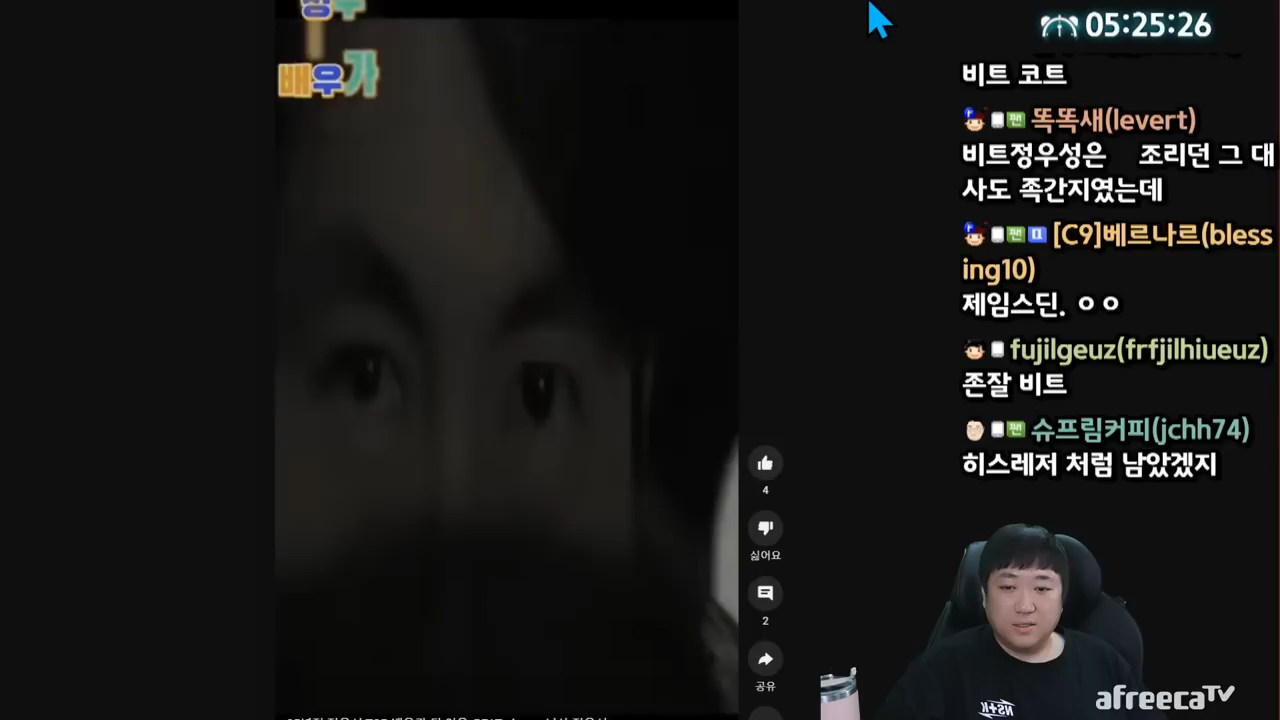 배우가
4
싫어요
2
공유
05:25:26
비트 코트
팬 똑똑새(levert)
비트정우성은 조리던 그 대
사도 족간지였는데
팬 [C9]베르나르(bless
ing10)
제임스딘. ㅇㅇ
fujilgeuz(frfjilhiueuz)
존잘 비트
팬 슈프림커피(jchh74)
히스레저 처럼 남았겠지
afreecaTV